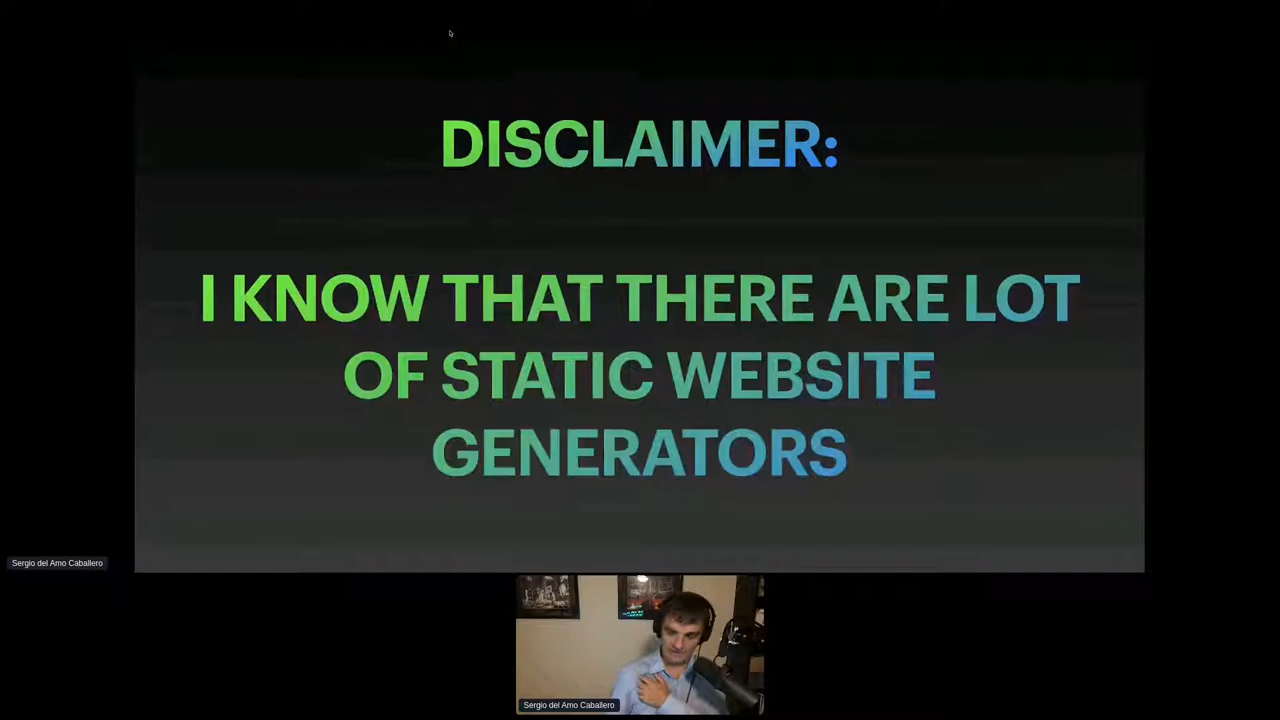 DISCLAIMER:
I KNOW THAT THERE ARE LOT
OF STATIC WEBSITE
GENERATORS
Sergio del Amo Caballero
Sergio del Amo Caballero